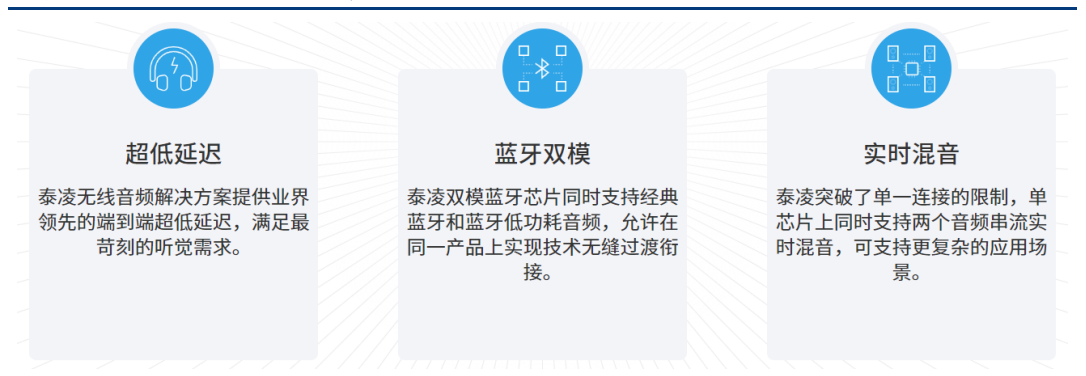 超低延迟
泰凌无线音频解决方案提供业界
领先的端到端超低延迟，满足最
苛刻的听觉需求。
蓝牙双模
泰凌双模蓝牙芯片同时支持经典
蓝牙和蓝牙低功耗音频，允许在
同一产品上实现技术无缝过渡衔
接。
实时混音
泰凌突破了单一连接的限制，单
芯片上同时支持两个音频串流实
时混音，可支持更复杂的应用场
景。